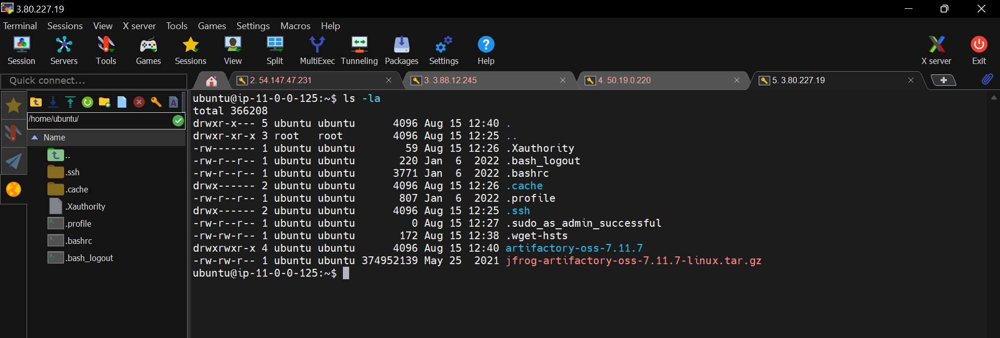 3.80.227.19
Terminal Sessions View X server Tools Games Settings Macros Help
Session Servers Tools Games Sessions View Split MultiExec Tunneling Packages Settings Help X server Exit
Quick connect...
2. 54.147.47.231
3. 3.88.12.245
4. 50.19.0.220
5. 3.80.227.19
/home/ubuntu/
Name
..
.ssh
.cache
.Xauthority
.profile
.bashrc
.bash_logout
ubuntu@ip-11-0-0-125:~$ ls -la
total 366208
drwxr-x--- 5 ubuntu ubuntu      4096 Aug 15 12:40 .
drwxr-xr-x 3 root   root        4096 Aug 15 12:25 ..
-rw------- 1 ubuntu ubuntu        59 Aug 15 12:26 .Xauthority
-rw-r--r-- 1 ubuntu ubuntu       220 Jan  6  2022 .bash_logout
-rw-r--r-- 1 ubuntu ubuntu      3771 Jan  6  2022 .bashrc
drwx------ 2 ubuntu ubuntu      4096 Aug 15 12:26 .cache
-rw-r--r-- 1 ubuntu ubuntu       807 Jan  6  2022 .profile
drwx------ 2 ubuntu ubuntu      4096 Aug 15 12:25 .ssh
-rw-r--r-- 1 ubuntu ubuntu         0 Aug 15 12:27 .sudo_as_admin_successful
-rw-rw-r-- 1 ubuntu ubuntu       172 Aug 15 12:38 .wget-hsts
drwxrwxr-x 4 ubuntu ubuntu      4096 Aug 15 12:40 artifactory-oss-7.11.7
-rw-rw-r-- 1 ubuntu ubuntu 374952139 May 25  2021 jfrog-artifactory-oss-7.11.7-linux.tar.gz
ubuntu@ip-11-0-0-125:~$